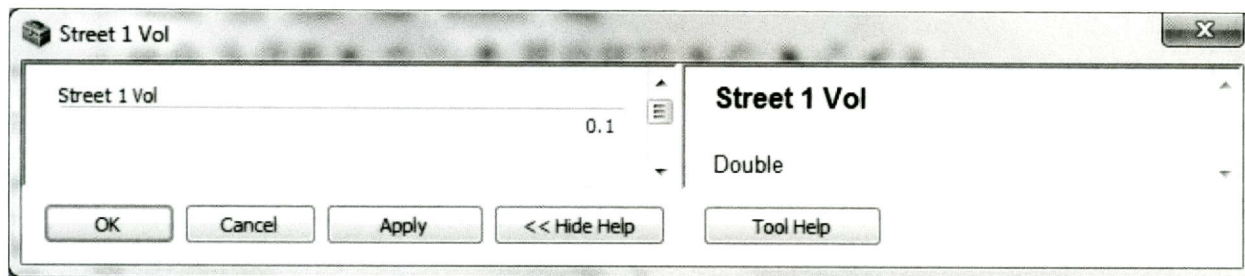 Street 1 Vol
Street 1 Vol
0.1
Street 1 Vol
Double
OK
Cancel
Apply
<< Hide Help
Tool Help